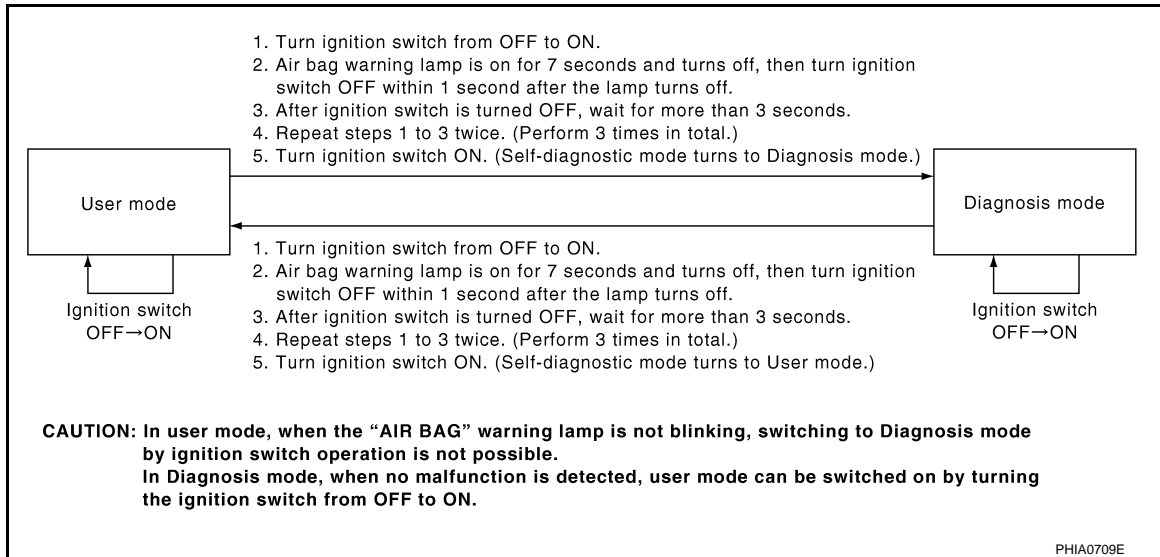 1. Turn ignition switch from OFF to ON.
2. Air bag warning lamp is on for 7 seconds and turns off, then turn ignition
switch OFF within 1 second after the lamp turns off.
3. After ignition switch is turned OFF, wait for more than 3 seconds.
4. Repeat steps 1 to 3 twice. (Perform 3 times in total.)
5. Turn ignition switch ON. (Self-diagnostic mode turns to Diagnosis mode.)
User mode
Diagnosis mode
1. Turn ignition switch from OFF to ON.
2. Air bag warning lamp is on for 7 seconds and turns off, then turn ignition
switch OFF within 1 second after the lamp turns off.
3. After ignition switch is turned OFF, wait for more than 3 seconds.
4. Repeat steps 1 to 3 twice. (Perform 3 times in total.)
5. Turn ignition switch ON. (Self-diagnostic mode turns to User mode.)
Ignition switch
OFF→ON
Ignition switch
OFF→ON
CAUTION: In user mode, when the “AIR BAG” warning lamp is not blinking, switching to Diagnosis mode
by ignition switch operation is not possible.
In Diagnosis mode, when no malfunction is detected, user mode can be switched on by turning
the ignition switch from OFF to ON.
PHIA0709E